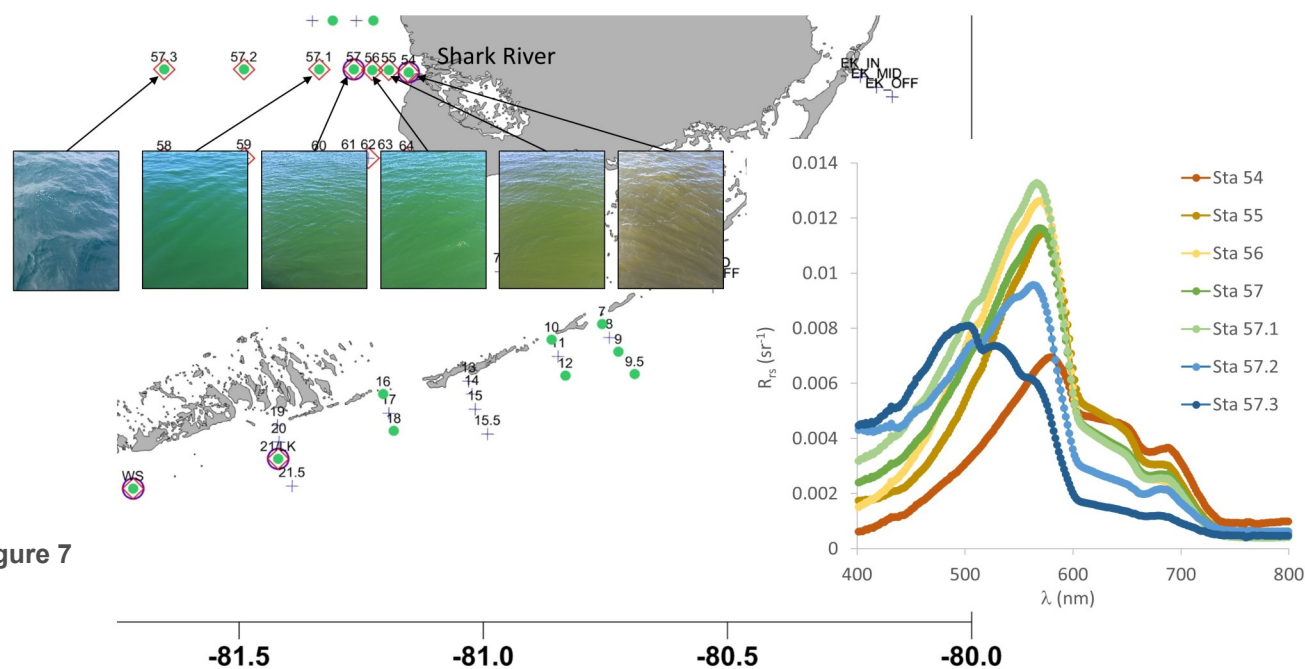 57.3 57.2 57.1 57 56 55 54
Shark River
EK_IN
EK_MID
EK_OFF
58 59 60 61 62 63 64
7
FF
10
11
12
7
8
9
9.5
13
14
15
15.5
16
17
18
19
20
21/LK
21.5
WS
gure 7
-81.5 -81.0 -80.5 -80.0
0.014
0.012
0.01
0.008
0.006
0.004
0.002
0
Rrs (sr⁻¹)
400 500 600 700 800
λ (nm)
Sta 54
Sta 55
Sta 56
Sta 57
Sta 57.1
Sta 57.2
Sta 57.3